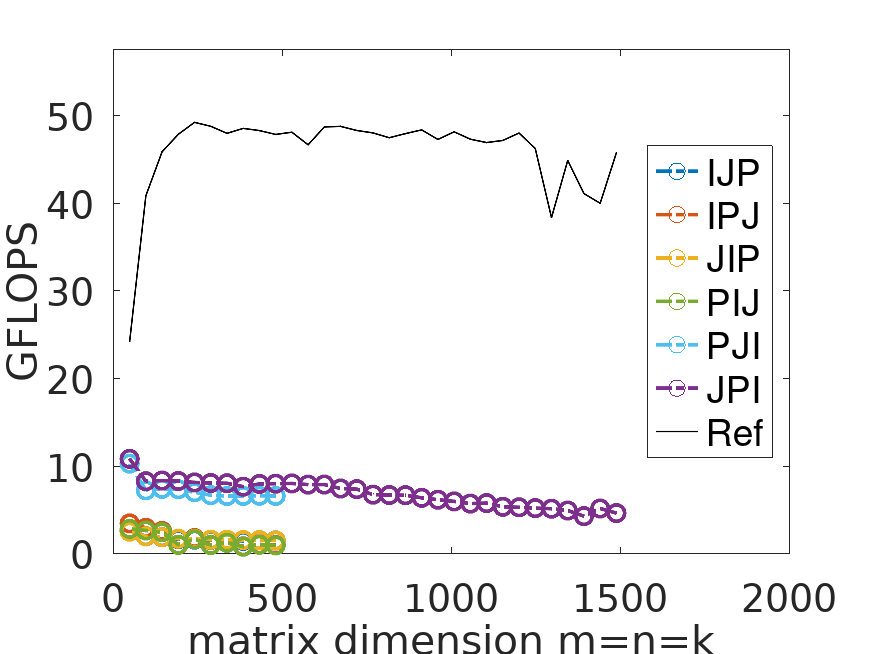 50
40
30
20
10
0
GFLOPS
IJP
IPJ
JIP
PIJ
PJI
JPI
Ref
0 500 1000 1500 2000
matrix dimension m=n=k